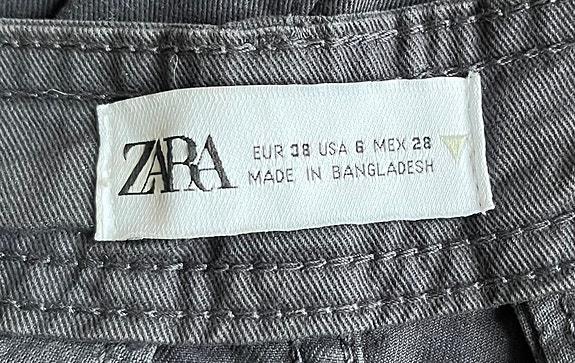 ZARA
EUR 38 USA 6 MEX 28
MADE IN BANGLADESH